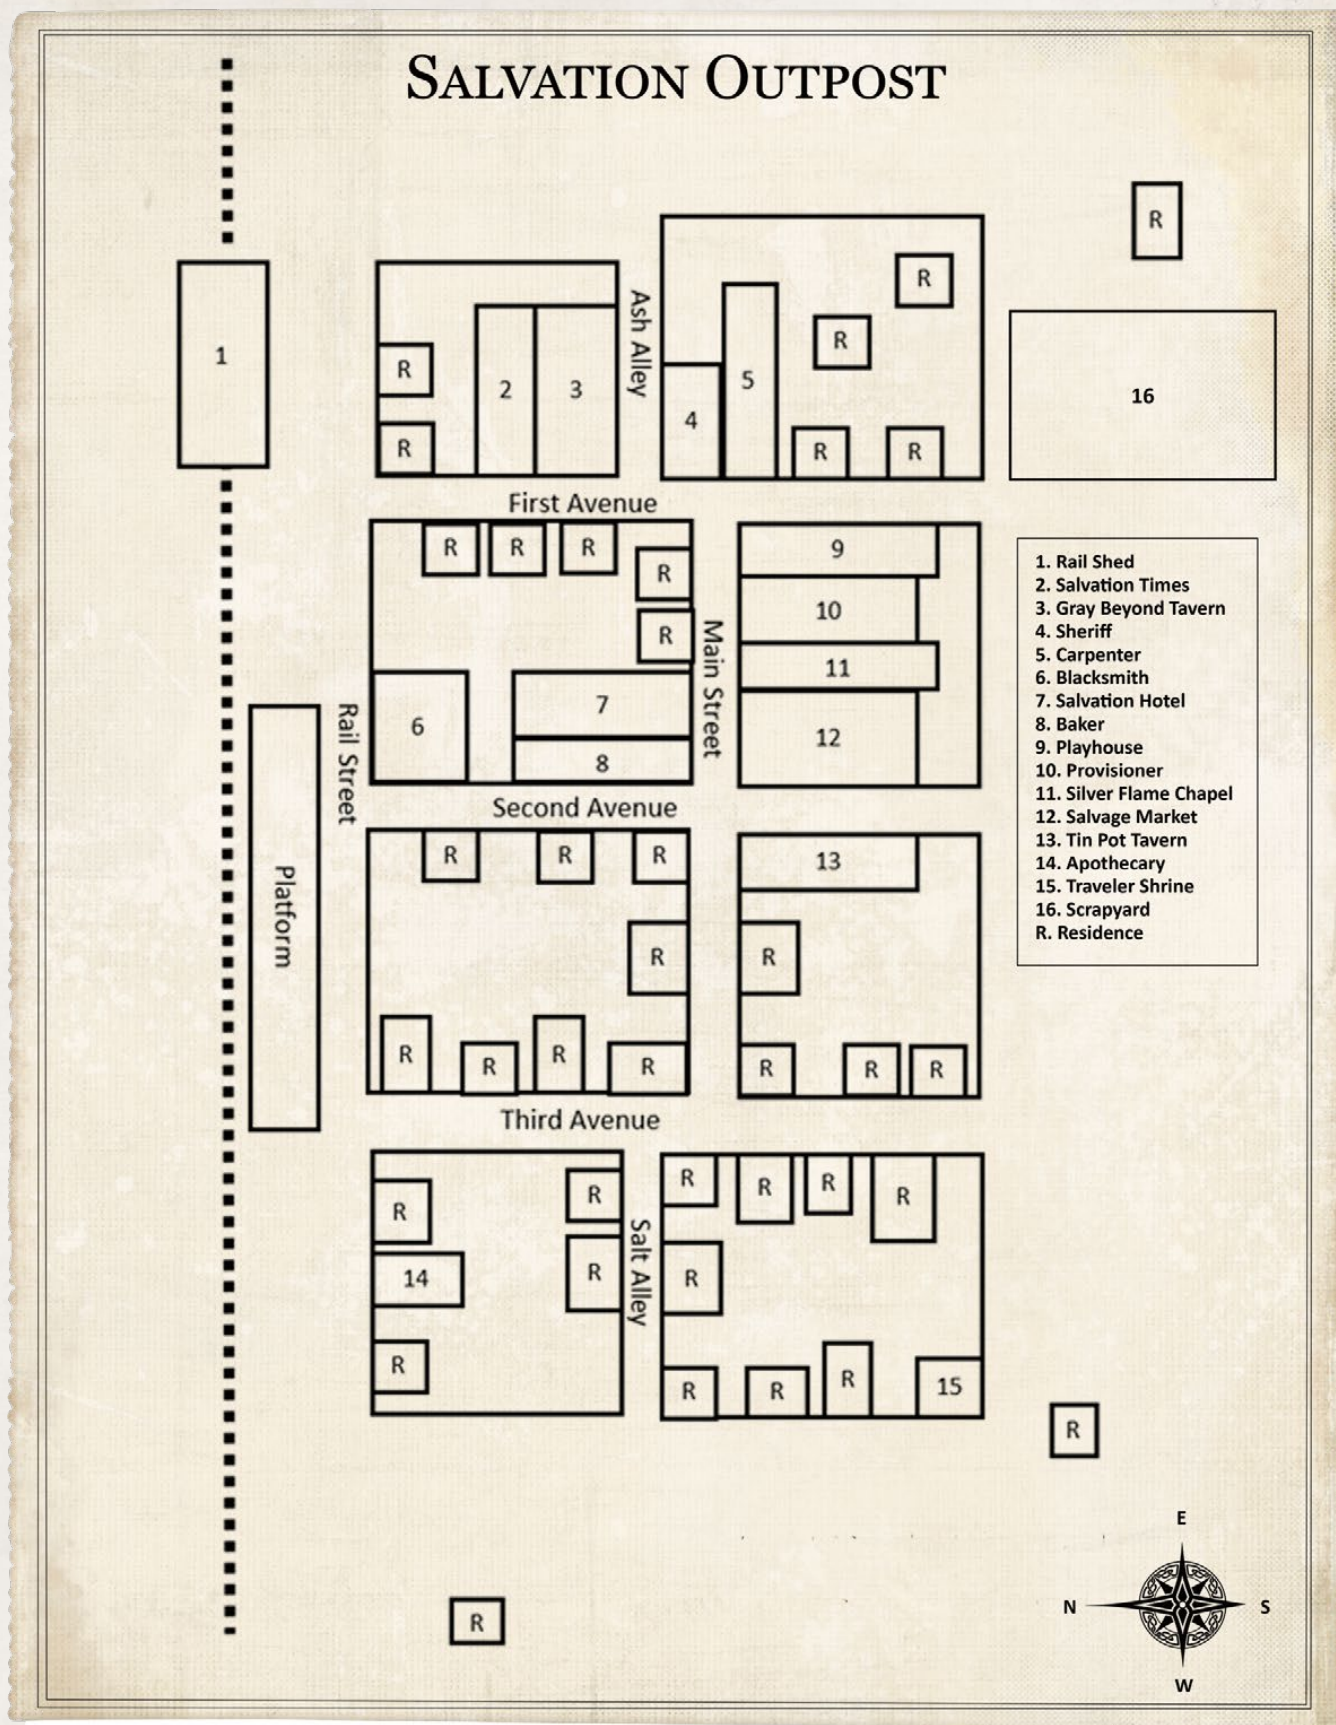 SALVATION OUTPOST
R
1
R
R
2
3
Ash Alley
4
5
R
R
R
R
16
First Avenue
R
R
R
R
R
6
7
8
Main Street
9
10
11
12
Rail Street
Platform
Second Avenue
R
R
R
R
R
R
R
R
13
R
R
R
R
Third Avenue
R
14
R
R
R
Salt Alley
R
R
R
R
R
R
R
R
15
R
R
1. Rail Shed
2. Salvation Times
3. Gray Beyond Tavern
4. Sheriff
5. Carpenter
6. Blacksmith
7. Salvation Hotel
8. Baker
9. Playhouse
10. Provisioner
11. Silver Flame Chapel
12. Salvage Market
13. Tin Pot Tavern
14. Apothecary
15. Traveler Shrine
16. Scrapyard
R. Residence
E
N
S
W